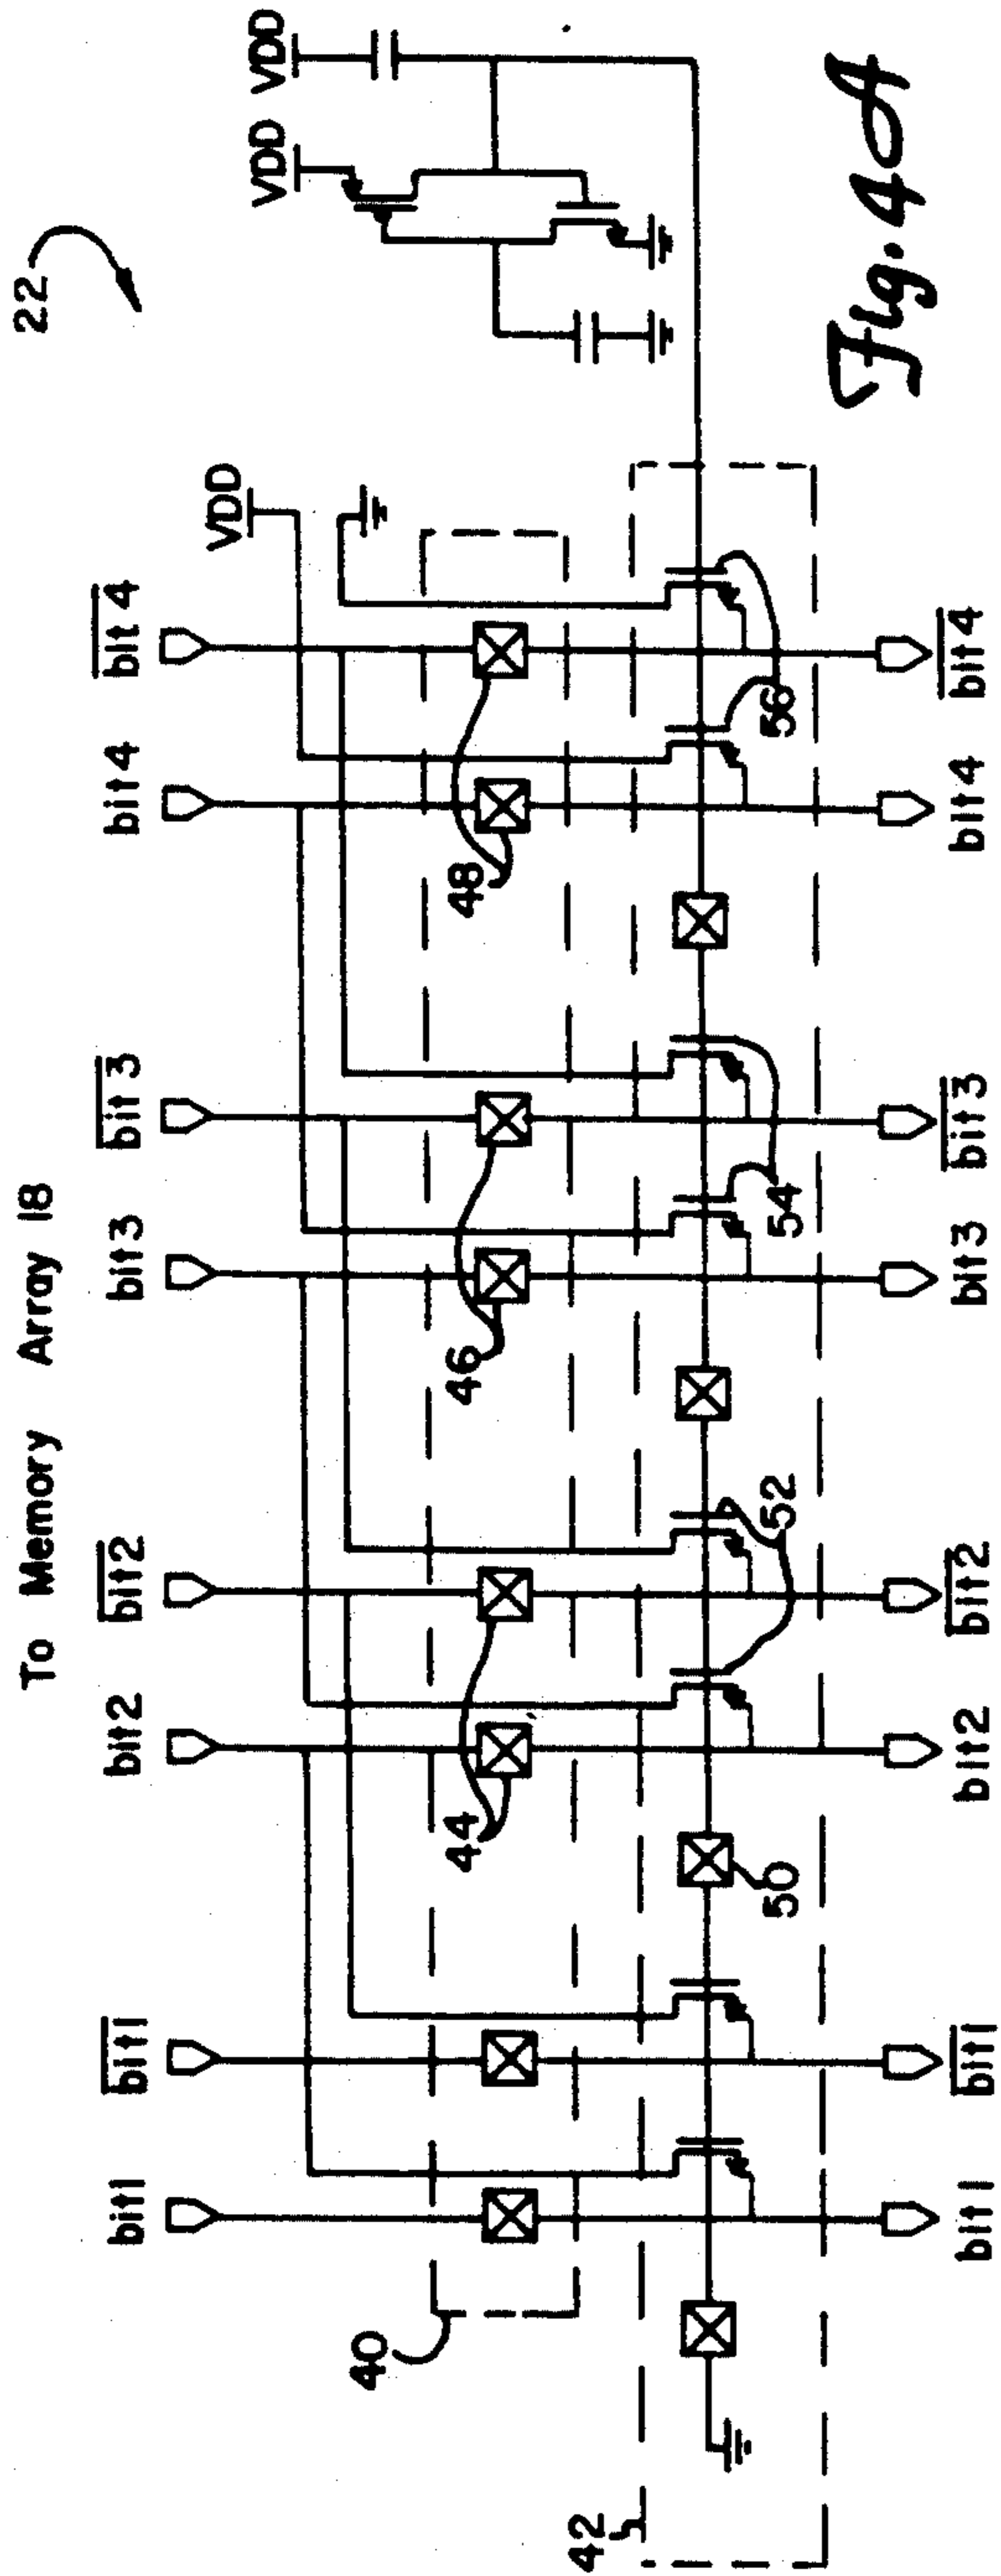 To Memory Array 18
22
bit1 bit1 bit2 bit2 bit3 bit3 bit4 bit4
VDD VDD VDD
40
44 46 48
42
50 52 54 56
bit1 bit1 bit2 bit2 bit3 bit3 bit4 bit4
Fig. 4A